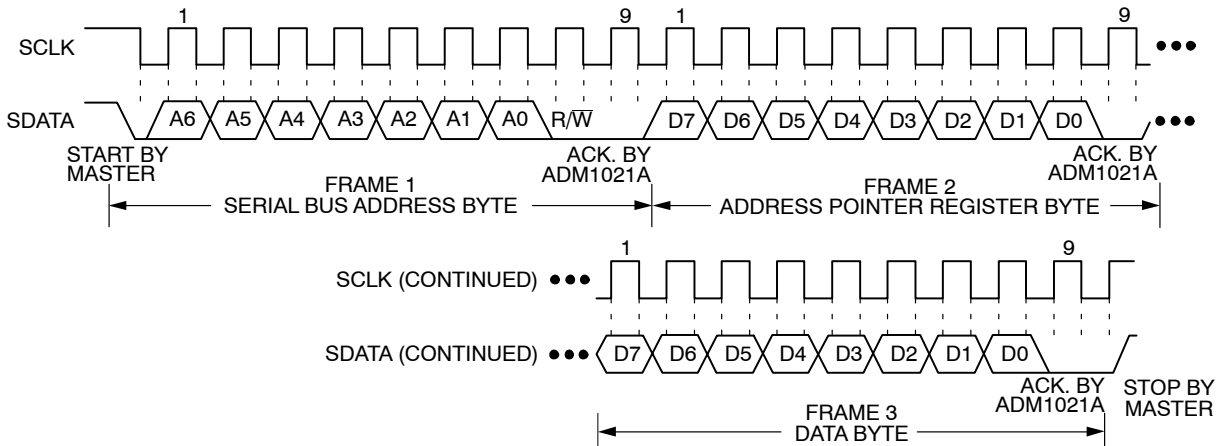 1 9 1 9
SCLK
SDATA A6 A5 A4 A3 A2 A1 A0 R/W̅ D7 D6 D5 D4 D3 D2 D1 D0
START BY
MASTER
ACK. BY
ADM1021A
ACK. BY
ADM1021A
FRAME 1
SERIAL BUS ADDRESS BYTE
FRAME 2
ADDRESS POINTER REGISTER BYTE
1 9
SCLK (CONTINUED)
SDATA (CONTINUED) D7 D6 D5 D4 D3 D2 D1 D0
ACK. BY
ADM1021A
STOP BY
MASTER
FRAME 3
DATA BYTE